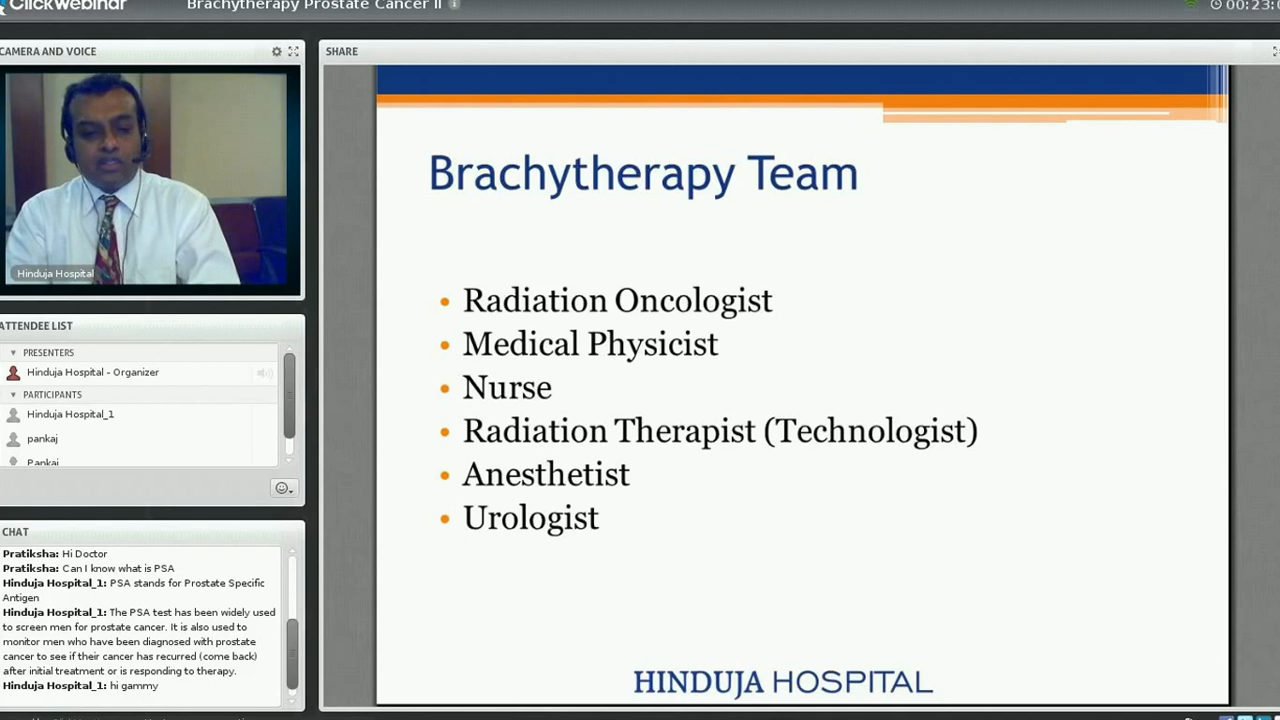 ClickWebinar
Brachytherapy Prostate Cancer II
00:23:
CAMERA AND VOICE
Hinduja Hospital
ATTENDEE LIST
PRESENTERS
Hinduja Hospital - Organizer
PARTICIPANTS
Hinduja Hospital_1
pankaj
Pankaj
CHAT
Pratiksha: Hi Doctor
Pratiksha: Can I know what is PSA
Hinduja Hospital_1: PSA stands for Prostate Specific
Antigen
Hinduja Hospital_1: The PSA test has been widely used
to screen men for prostate cancer. It is also used to
monitor men who have been diagnosed with prostate
cancer to see if their cancer has recurred (come back)
after initial treatment or is responding to therapy.
Hinduja Hospital_1: hi gammy
SHARE
Brachytherapy Team
• Radiation Oncologist
• Medical Physicist
• Nurse
• Radiation Therapist (Technologist)
• Anesthetist
• Urologist
HINDUJA HOSPITAL